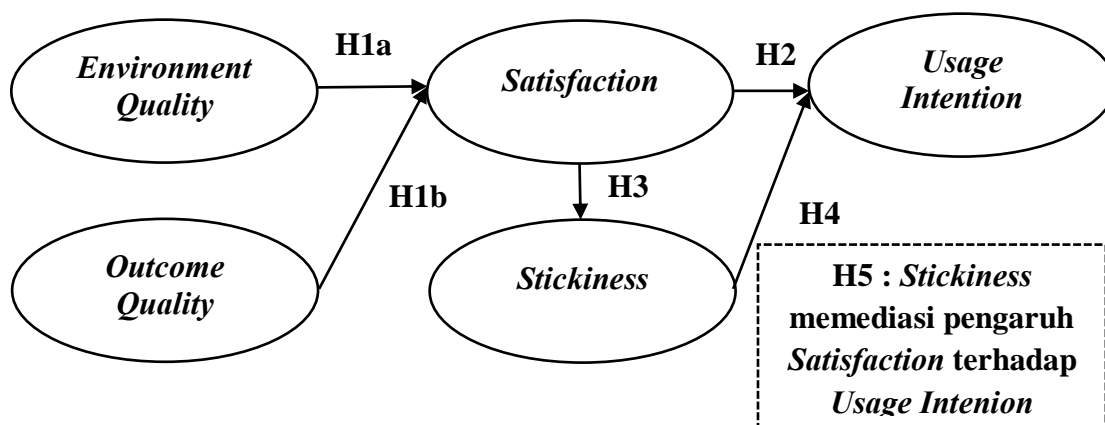 Environment
Quality
H1a
Satisfaction
H2
Usage
Intention
H1b
H3
Outcome
Quality
Stickiness
H4
H5 : Stickiness
memediasi pengaruh
Satisfaction terhadap
Usage Intenion